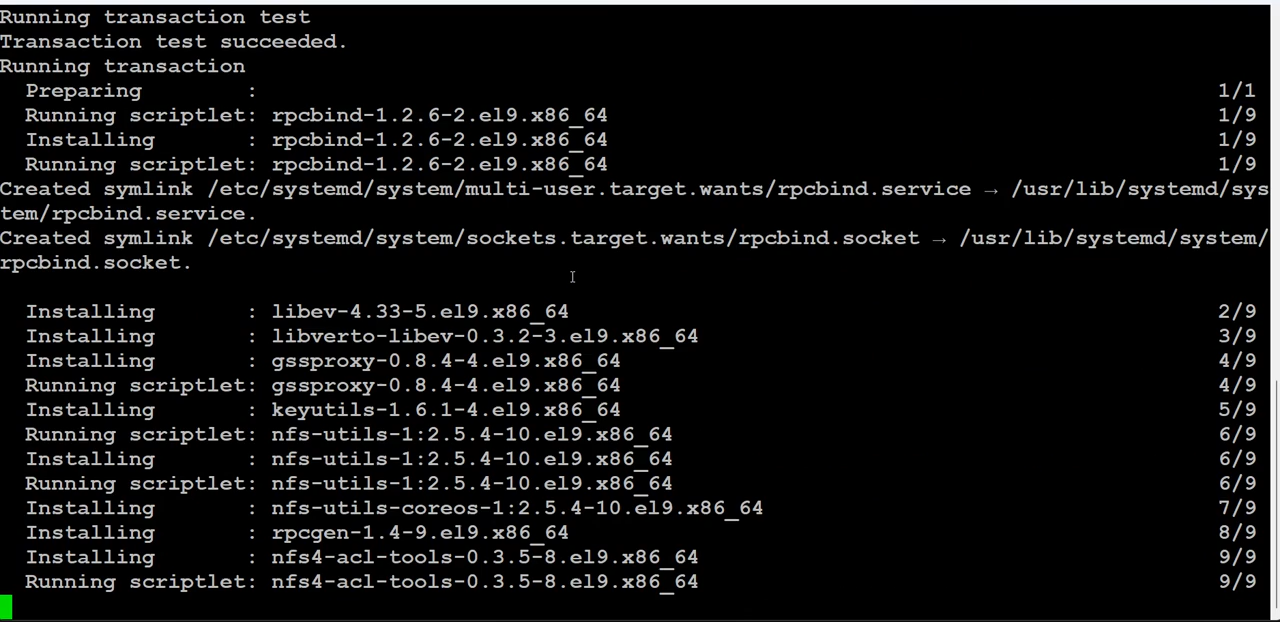 Running transaction test
Transaction test succeeded.
Running transaction
  Preparing        :                                                                          1/1
  Running scriptlet: rpcbind-1.2.6-2.el9.x86_64                                               1/9
  Installing       : rpcbind-1.2.6-2.el9.x86_64                                               1/9
  Running scriptlet: rpcbind-1.2.6-2.el9.x86_64                                               1/9
Created symlink /etc/systemd/system/multi-user.target.wants/rpcbind.service → /usr/lib/systemd/sys
tem/rpcbind.service.
Created symlink /etc/systemd/system/sockets.target.wants/rpcbind.socket → /usr/lib/systemd/system/
rpcbind.socket.

  Installing       : libev-4.33-5.el9.x86_64                                                  2/9
  Installing       : libverto-libev-0.3.2-3.el9.x86_64                                        3/9
  Installing       : gssproxy-0.8.4-4.el9.x86_64                                              4/9
  Running scriptlet: gssproxy-0.8.4-4.el9.x86_64                                              4/9
  Installing       : keyutils-1.6.1-4.el9.x86_64                                              5/9
  Running scriptlet: nfs-utils-1:2.5.4-10.el9.x86_64                                          6/9
  Installing       : nfs-utils-1:2.5.4-10.el9.x86_64                                          6/9
  Running scriptlet: nfs-utils-1:2.5.4-10.el9.x86_64                                          6/9
  Installing       : nfs-utils-coreos-1:2.5.4-10.el9.x86_64                                   7/9
  Installing       : rpcgen-1.4-9.el9.x86_64                                                  8/9
  Installing       : nfs4-acl-tools-0.3.5-8.el9.x86_64                                        9/9
  Running scriptlet: nfs4-acl-tools-0.3.5-8.el9.x86_64                                        9/9